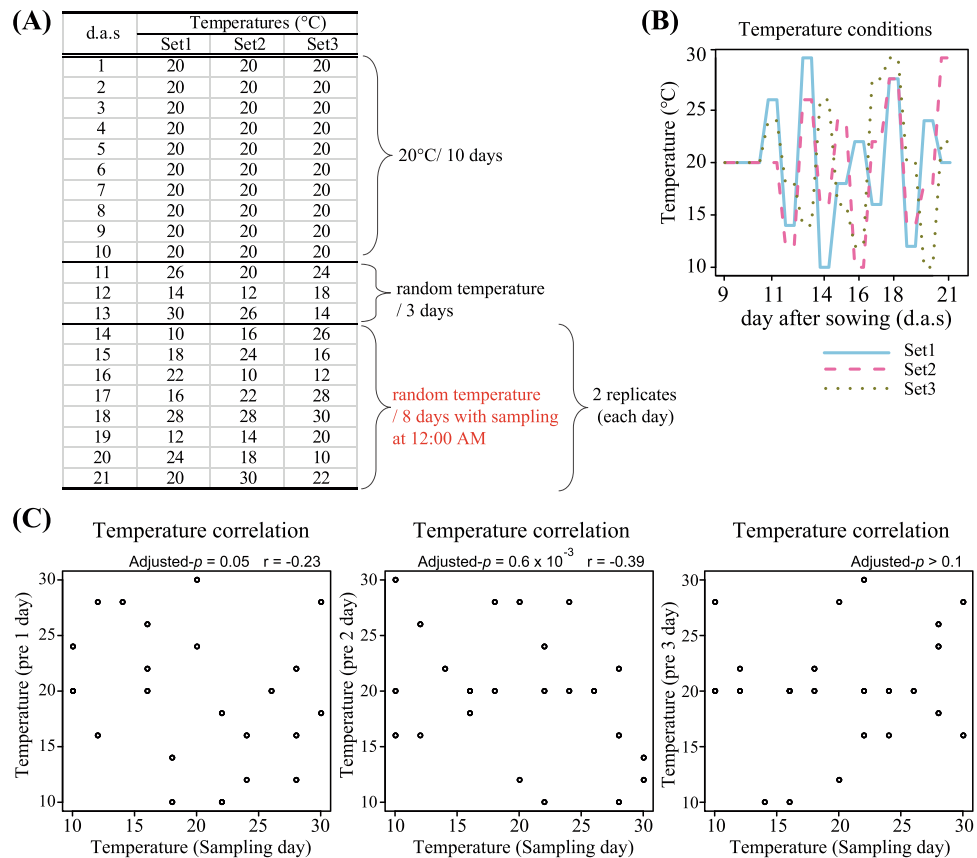 (A)
d.a.s Temperatures (°C)
Set1 Set2 Set3
1 20 20 20
2 20 20 20
3 20 20 20
4 20 20 20
5 20 20 20
6 20 20 20
7 20 20 20
8 20 20 20
9 20 20 20
10 20 20 20
11 26 20 24
12 14 12 18
13 30 26 14
14 10 16 26
15 18 24 16
16 22 10 12
17 16 22 28
18 28 28 30
19 12 14 20
20 24 18 10
21 20 30 22
20°C/ 10 days
random temperature
/ 3 days
random temperature
/ 8 days with sampling
at 12:00 AM
2 replicates
(each day)
(B)
Temperature conditions
Temperature (°C)
30
20
15
10
9 11 14 16 18 21
day after sowing (d.a.s)
Set1
Set2
Set3
(C)
Temperature correlation
Adjusted-p = 0.05 r = -0.23
Temperature (pre 1 day)
30
25
20
15
10
10 15 20 25 30
Temperature (Sampling day)
Temperature correlation
Adjusted-p = 0.6 x 10-3 r = -0.39
Temperature (pre 2 day)
30
25
20
15
10
10 15 20 25 30
Temperature (Sampling day)
Temperature correlation
Adjusted-p > 0.1
Temperature (pre 3 day)
30
25
20
15
10
10 15 20 25 30
Temperature (Sampling day)